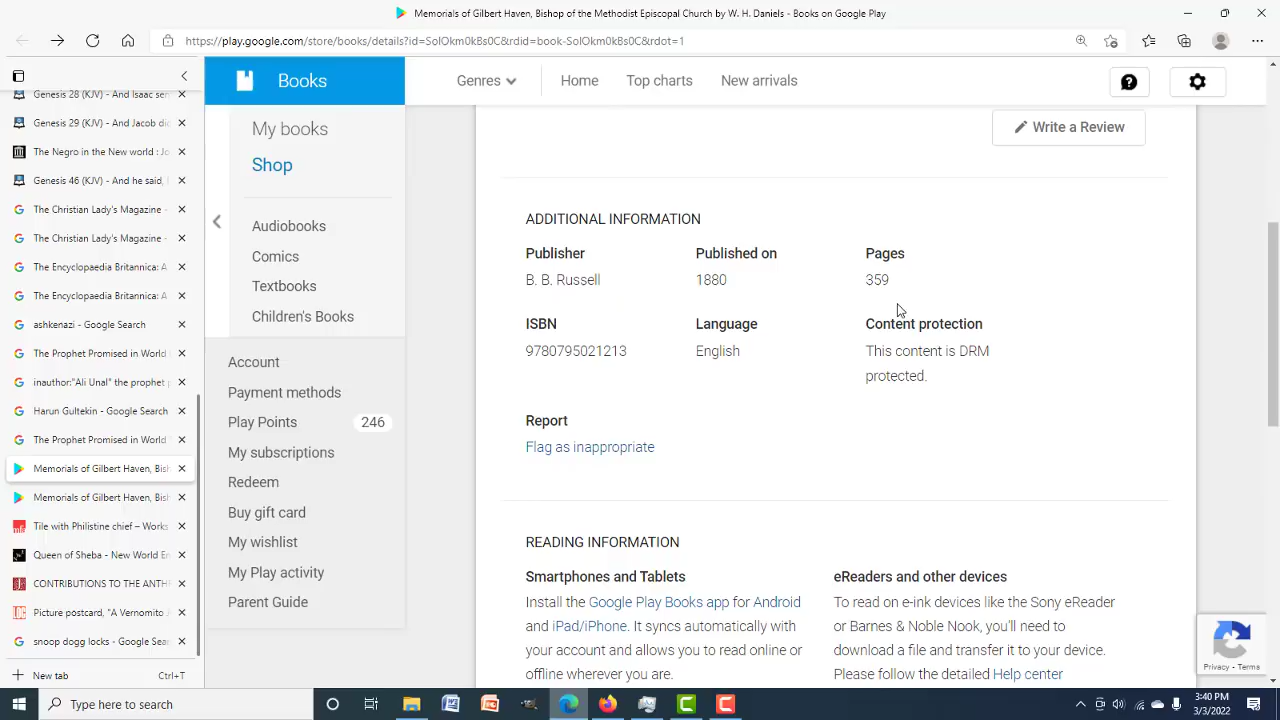 Memorials of Gilbert Haven, Bishop of the Methodist Episcopal Church by W. H. Daniels - Books on Google Play
https://play.google.com/store/books/details?id=SoIOkm0kBs0C&rdid=book-SoIOkm0kBs0C&rdot=1
Genesis 28 (KJV) - And Isaac sen
Genesis 29 (KJV) - And Jacob di
The Negro in the New world : Jo
Genesis 46 (KJV) - And he said, I
The Christian Lady's Magazine -
The Christian Lady's Magazine -
The Encyclopaedia Britannica: A
The Encyclopaedia Britannica: A
ashkenazi - Google Search
The Prophet Promised in World
inauthor:"Ali Unal" the prophet
Harun Gultekin - Google Search
The Prophet Promised in World
Memorials of Gilbert Haven, Bish
Memorials of Gilbert Haven, Bish
Tile with Philistine chief – Works
Queen of Sheba - New World En
CONTRIBUTIONS TO THE ANTH
Picture postcard, "A Vernomito
snoop dogg locks - Google Sear
New tab Ctrl+T
Books
Genres Home Top charts New arrivals
My books
Shop
Audiobooks
Comics
Textbooks
Children's Books
Account
Payment methods
Play Points 246
My subscriptions
Redeem
Buy gift card
My wishlist
My Play activity
Parent Guide
Write a Review
ADDITIONAL INFORMATION
Publisher Published on Pages
B. B. Russell 1880 359
ISBN Language Content protection
9780795021213 English This content is DRM
protected.
Report
Flag as inappropriate
READING INFORMATION
Smartphones and Tablets
Install the Google Play Books app for Android
and iPad/iPhone. It syncs automatically with
your account and allows you to read online or
offline wherever you are.
eReaders and other devices
To read on e-ink devices like the Sony eReader
or Barnes & Noble Nook, you'll need to
download a file and transfer it to your device.
Please follow the detailed Help center
Privacy - Terms
Type here to search
3:40 PM
3/3/2022